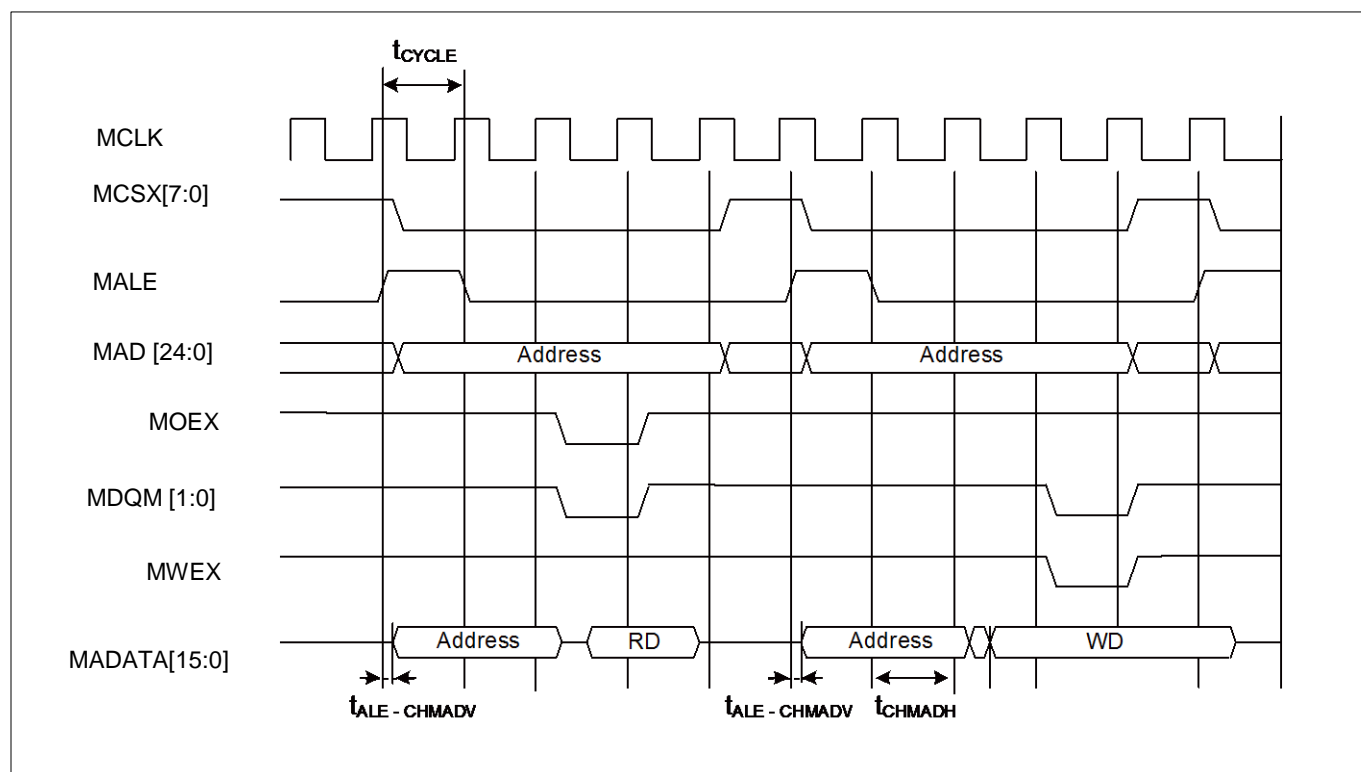 tCYCLE
MCLK
MCSX[7:0]
MALE
MAD [24:0]
Address
Address
MOEX
MDQM [1:0]
MWEX
MADATA[15:0]
Address
RD
Address
WD
tALE - CHMADV
tALE - CHMADV
tCHMADH